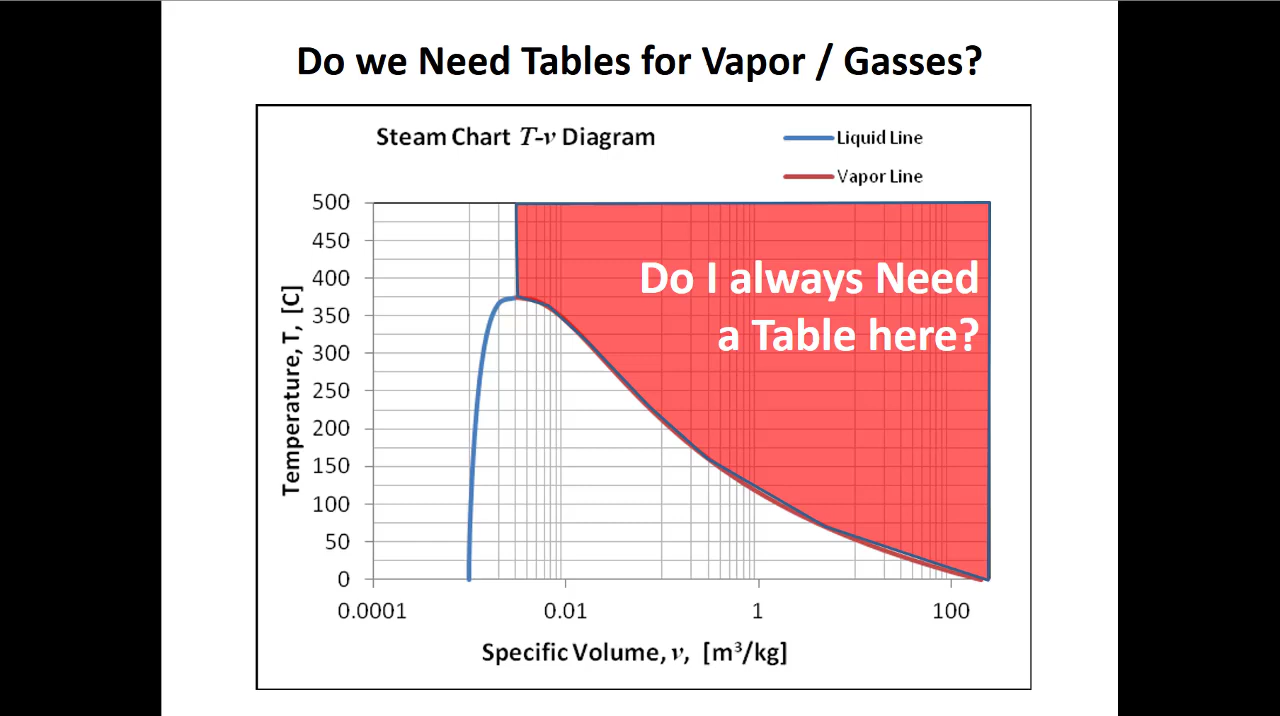 Do we Need Tables for Vapor / Gasses?
Steam Chart T-v Diagram
Liquid Line
Vapor Line
500
450
400
350
300
250
200
150
100
50
0
Temperature, T, [C]
Do I always Need
a Table here?
0.0001 0.01 1 100
Specific Volume, v, [m³/kg]